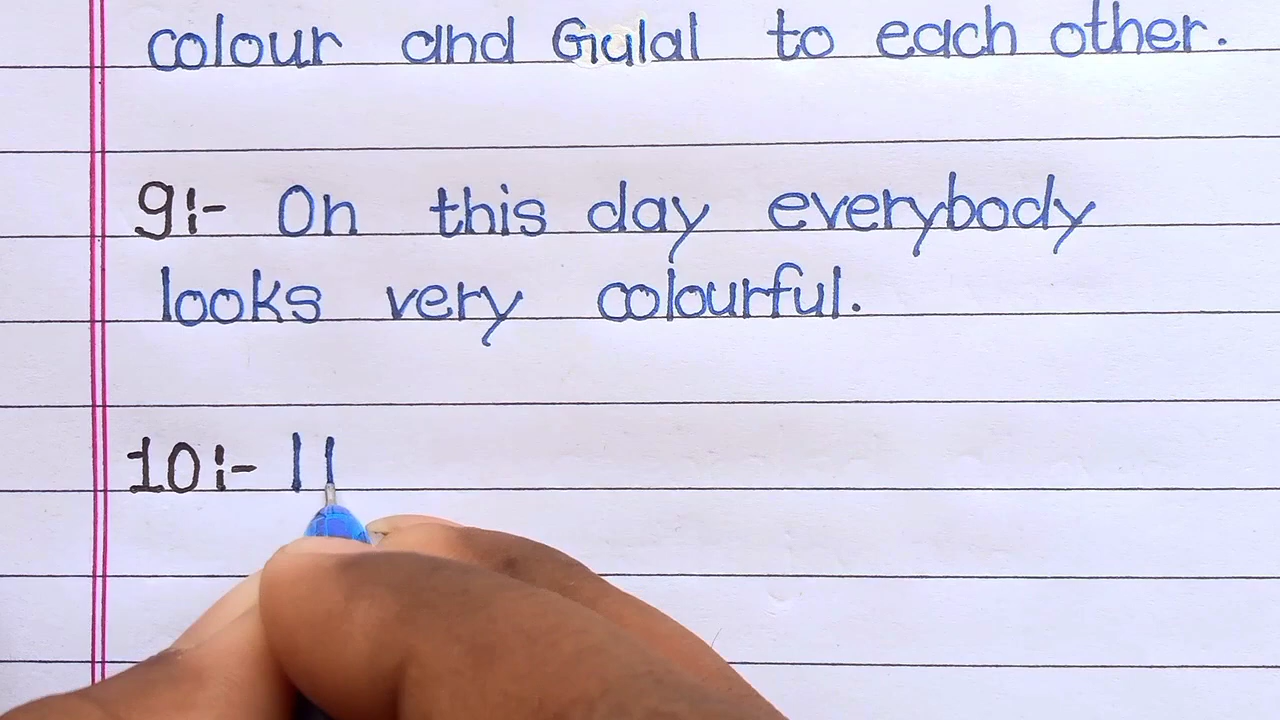 colour and Gulal to each other.
9:- On this day everybody
looks very colourful.
10:-